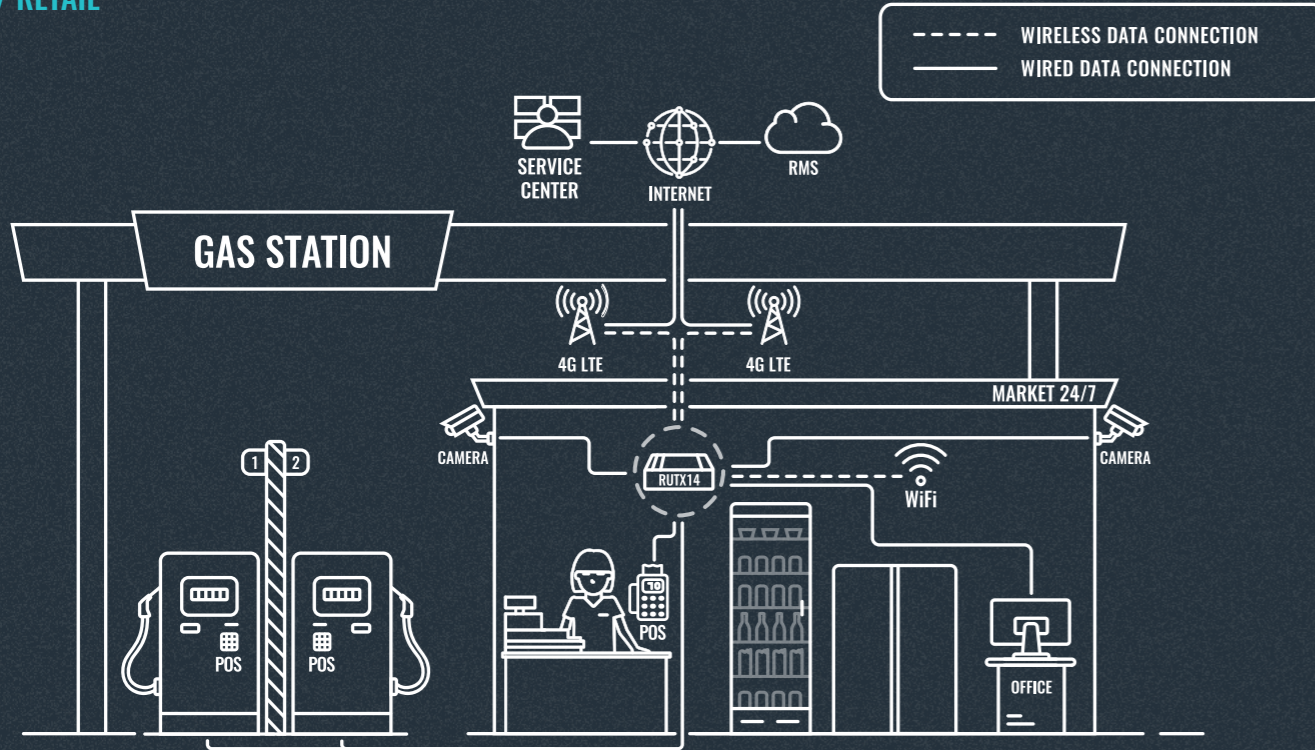 RETAIL
WIRELESS DATA CONNECTION
WIRED DATA CONNECTION
SERVICE
CENTER
INTERNET
RMS
GAS STATION
4G LTE
4G LTE
MARKET 24/7
CAMERA
CAMERA
RUTX14
WiFi
1
2
POS
POS
POS
OFFICE